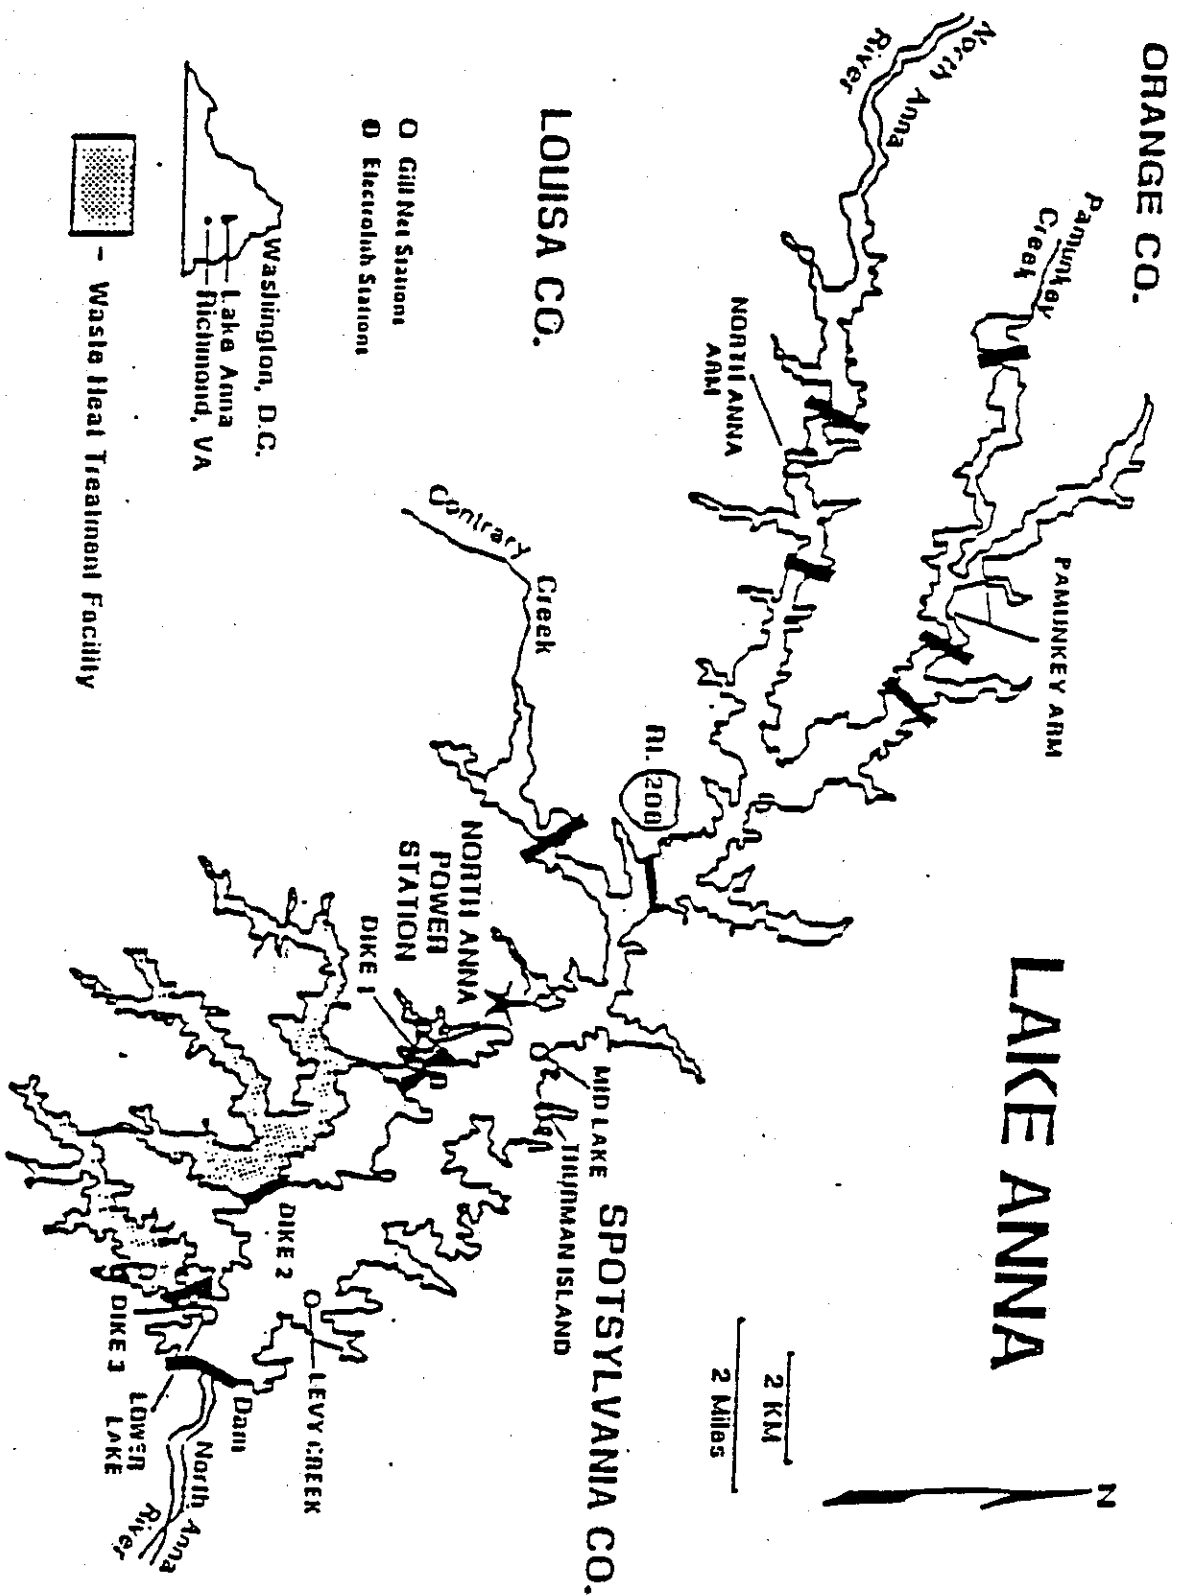 LAKE ANNA
N
2 KM
2 Miles
ORANGE CO.
Pamunkey
Creek
North Anna
River
PAMUNKEY ARM
NORTH ANNA
ARM
LOUISA CO.
Rt. 208
Contrary Creek
SPOTSYLVANIA CO.
MID LAKE
THURMAN ISLAND
NORTH ANNA
POWER
STATION
DIKE 1
DIKE 2
LEVY CREEK
DIKE 3
LOWER
LAKE
Dam
North Anna
River
O Gill Net Stations
Electrofish Stations
Washington, D.C.
Lake Anna
Richmond, VA
- Waste Heat Treatment Facility